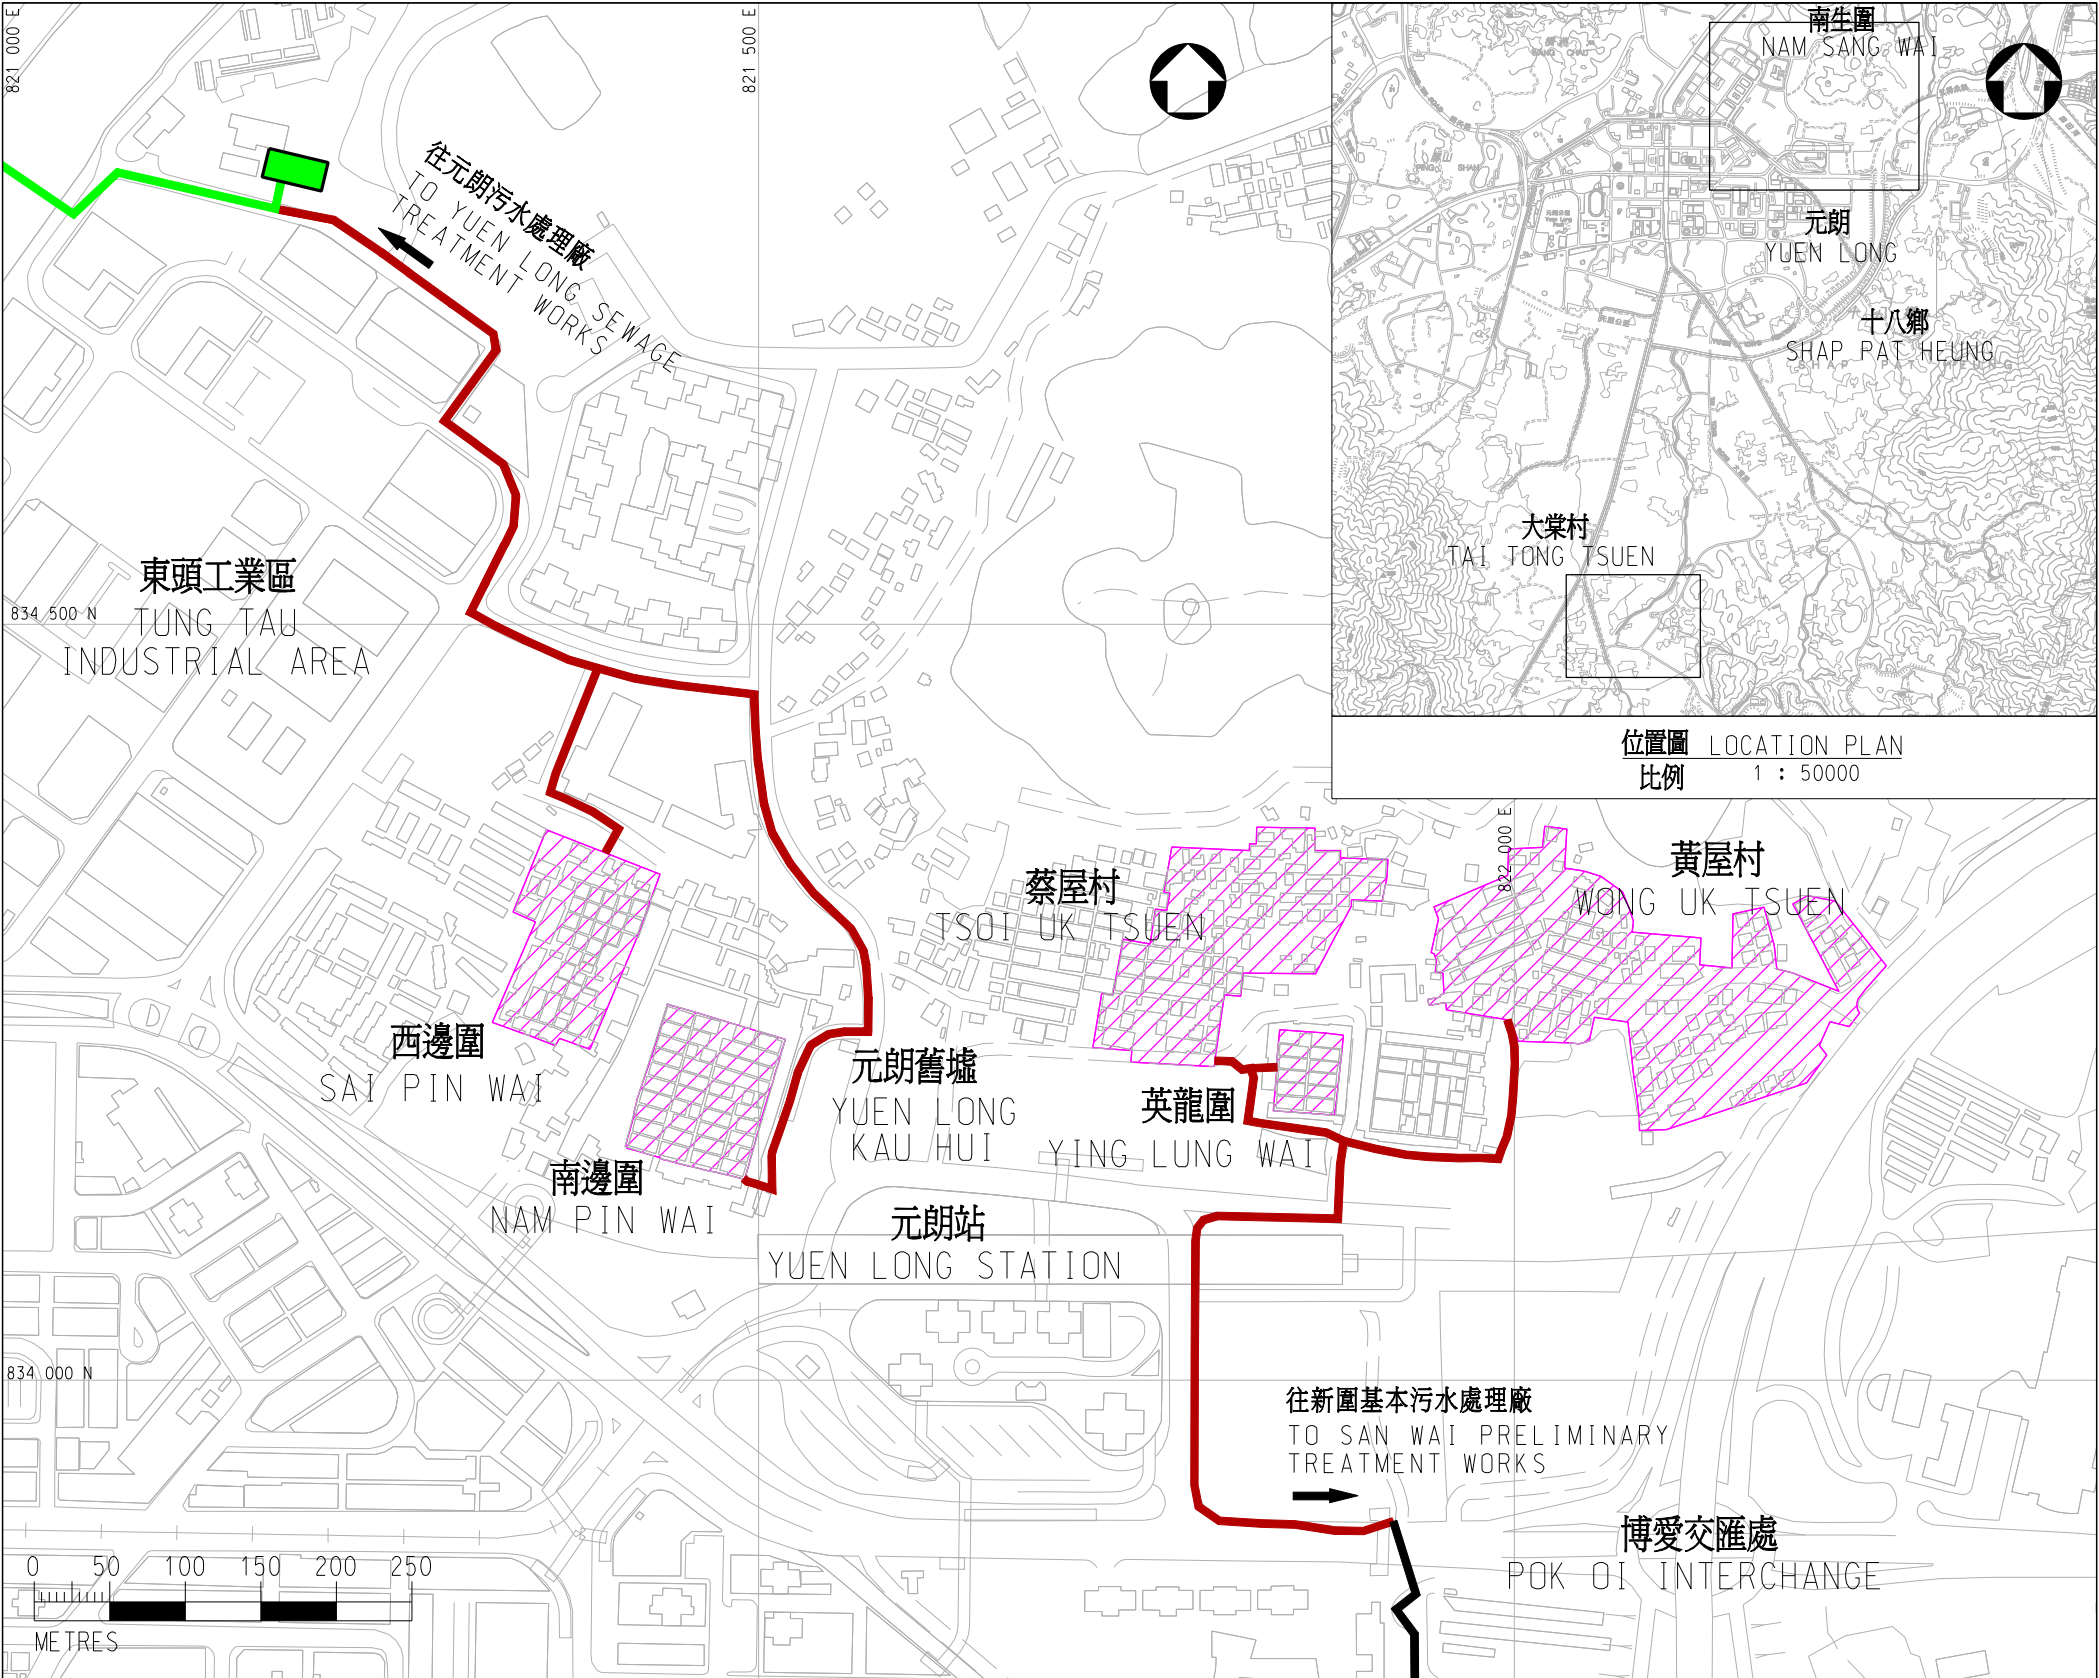 821 000 E
821 500 E
往元朗污水處理廠
TO YUEN LONG SEWAGE
TREATMENT WORKS
南生圍
NAM SANG WAI
元朗
YUEN LONG
十八鄉
SHAP PAT HEUNG
SHAP PAT HEUNG
大棠村
TAI TONG TSUEN
PING SHAN
位置圖 LOCATION PLAN
比例 1 : 50000
東頭工業區
834 500 N
TUNG TAU
INDUSTRIAL AREA
822 000 E
黃屋村
WONG UK TSUEN
蔡屋村
TSOI UK TSUEN
西邊圍
SAI PIN WAI
元朗舊墟
YUEN LONG
KAU HUI
英龍圍
YING LUNG WAI
南邊圍
NAM PIN WAI
元朗站
YUEN LONG STATION
834 000 N
往新圍基本污水處理廠
TO SAN WAI PRELIMINARY
TREATMENT WORKS
博愛交匯處
POK OI INTERCHANGE
0 50 100 150 200 250
METRES